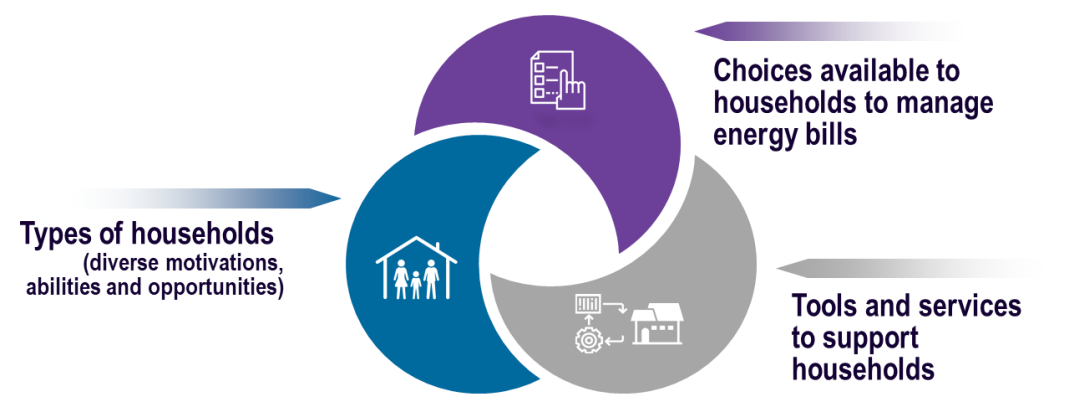 Choices available to
households to manage
energy bills
Types of households
(diverse motivations,
abilities and opportunities)
Tools and services
to support
households